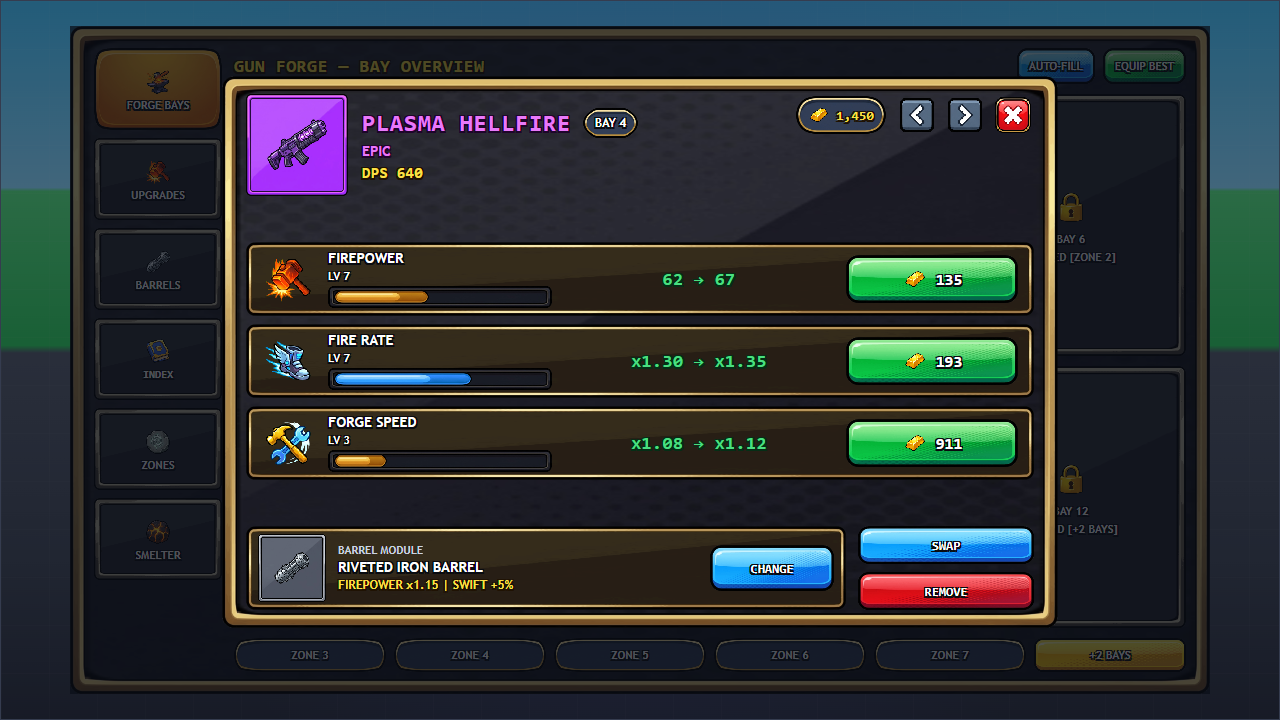 GUN FORGE — BAY OVERVIEW
AUTO-FILL
EQUIP BEST
FORGE BAYS
UPGRADES
BARRELS
INDEX
ZONES
SMELTER
PLASMA HELLFIRE
BAY 4
EPIC
DPS 640
1,450
FIREPOWER
LV 7
62 → 67
135
FIRE RATE
LV 7
x1.30 → x1.35
193
FORGE SPEED
LV 3
x1.08 → x1.12
911
BARREL MODULE
RIVETED IRON BARREL
FIREPOWER x1.15 | SWIFT +5%
CHANGE
SWAP
REMOVE
BAY 6
D [ZONE 2]
BAY 12
D [+2 BAYS]
ZONE 3
ZONE 4
ZONE 5
ZONE 6
ZONE 7
+2 BAYS